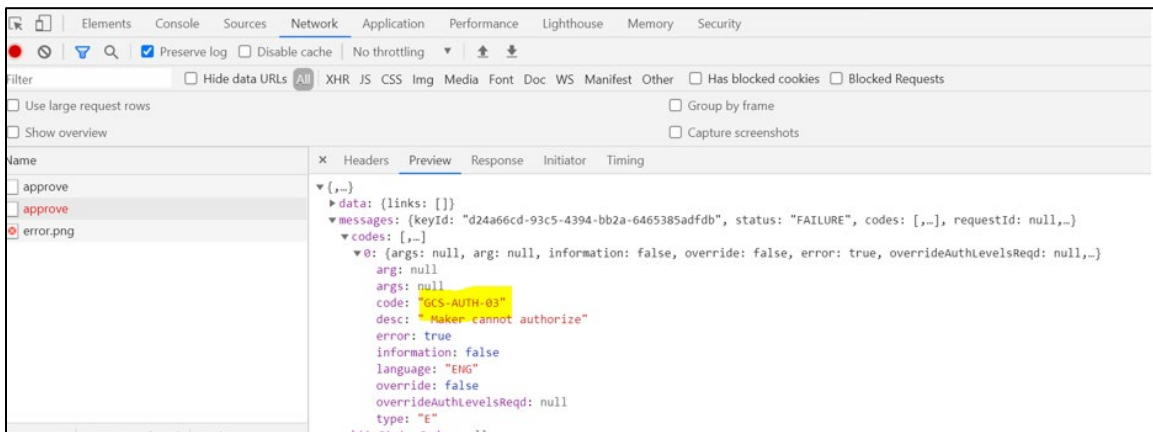 Elements Console Sources Network Application Performance Lighthouse Memory Security
Preserve log Disable cache No throttling
Filter Hide data URLs All XHR JS CSS Img Media Font Doc WS Manifest Other Has blocked cookies Blocked Requests
Use large request rows Group by frame
Show overview Capture screenshots
Name × Headers Preview Response Initiator Timing
approve
approve
error.png
▼{,…}
▶data: {links: []}
▼messages: {keyId: "d24a66cd-93c5-4394-bb2a-6465385adfdb", status: "FAILURE", codes: [,…], requestId: null,…}
▼codes: [,…]
▼0: {args: null, arg: null, information: false, override: false, error: true, overrideAuthLevelsReqd: null,…}
arg: null
args: null
code: "GCS-AUTH-03"
desc: " Maker cannot authorize"
error: true
information: false
language: "ENG"
override: false
overrideAuthLevelsReqd: null
type: "E"